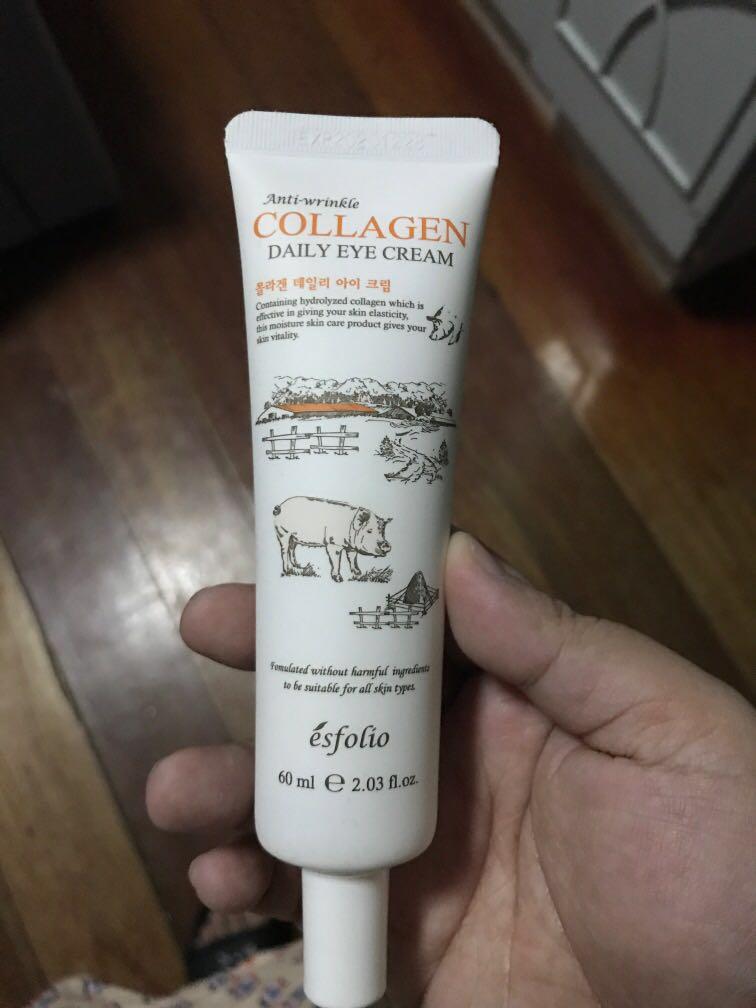 Anti-wrinkle
COLLAGEN
DAILY EYE CREAM
콜라겐 데일리 아이 크림
Containing hydrolyzed collagen which is
effective in giving your skin elasticity,
this moisture skin care product gives your
skin vitality.
Fomulated without harmful ingredients
to be suitable for all skin types.
ésfolio
60 ml ℮ 2.03 fl.oz.